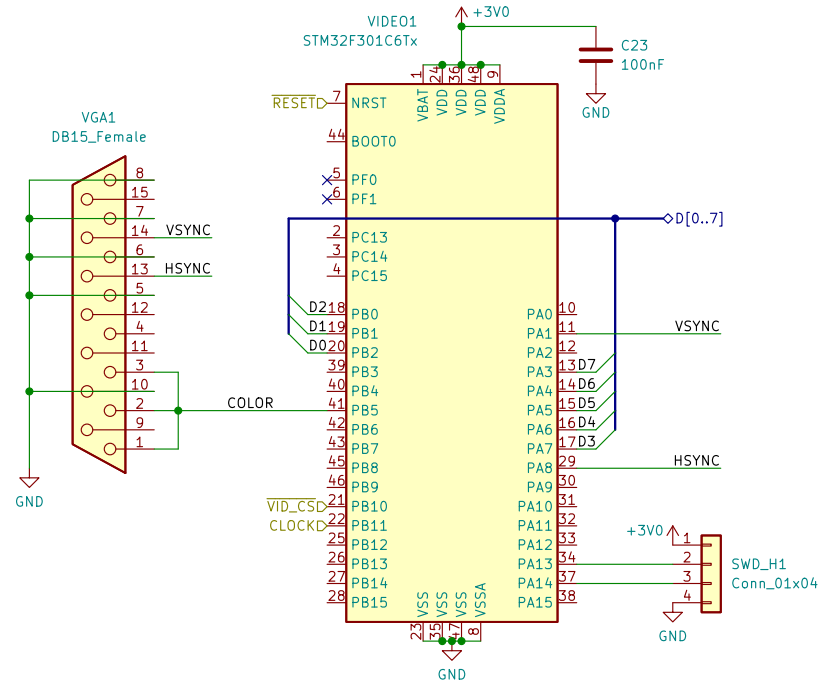 VIDEO1
STM32F301C6Tx
+3V0
C23
100nF
GND
1
24
36
48
9
VBAT
VDD
VDD
VDD
VDDA
RESET
7
NRST
44
BOOT0
5
PF0
6
PF1
D[0..7]
2
PC13
3
PC14
4
PC15
D2
18
PB0
D1
19
PB1
D0
20
PB2
39
PB3
40
PB4
COLOR
41
PB5
42
PB6
43
PB7
45
PB8
46
PB9
VID_CS
21
PB10
CLOCK
22
PB11
25
PB12
26
PB13
27
PB14
28
PB15
PA0
10
PA1
11
VSYNC
PA2
12
PA3
13
D7
PA4
14
D6
PA5
15
D5
PA6
16
D4
PA7
17
D3
PA8
29
HSYNC
PA9
30
PA10
31
PA11
32
PA12
33
PA13
34
PA14
37
PA15
38
VSS
VSS
VSS
VSSA
23
35
47
8
GND
VGA1
DB15_Female
8
15
7
14
VSYNC
6
13
HSYNC
5
12
4
11
3
10
2
9
1
GND
+3V0
1
2
3
4
SWD_H1
Conn_01x04
GND